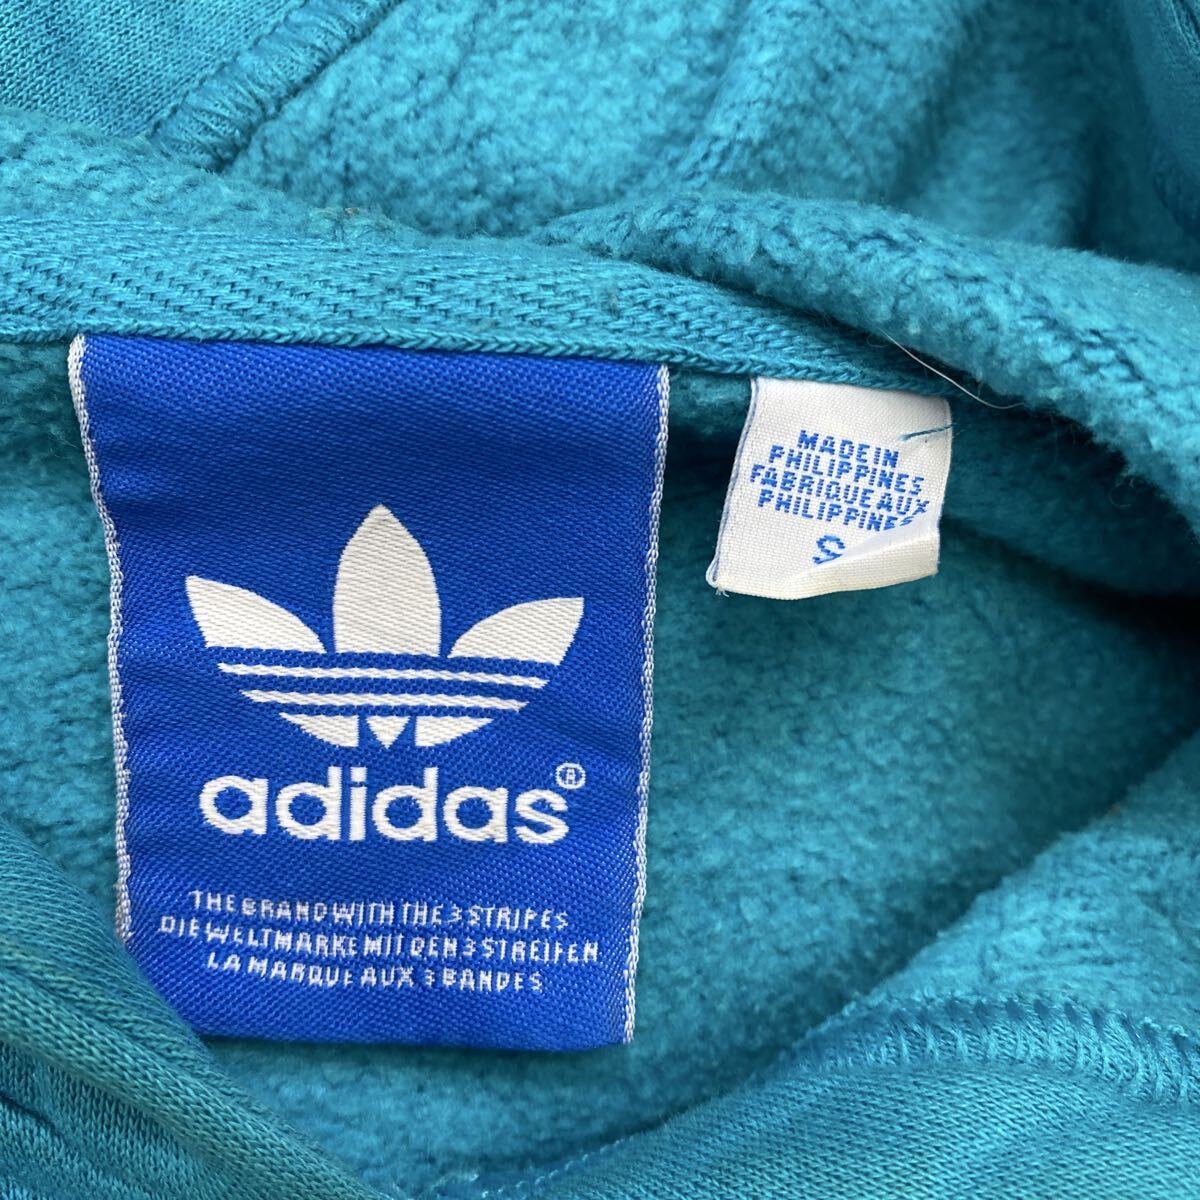 adidas®
THE BRAND WITH THE 3 STRIPES
DIE WELTMARKE MIT DEN 3 STREIFEN
LA MARQUE AUX 3 BANDES
MADE IN
PHILIPPINES
FABRIQUE AUX
PHILIPPINES
S